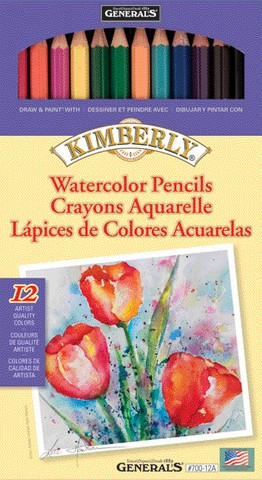 GENERAL'S
DRAW & PAINT WITH • DESSINER ET PEINDRE AVEC • DIBUJAR Y PINTAR CON
KIMBERLY®
Watercolor Pencils
Crayons Aquarelle
Lápices de Colores Acuarelas
12
ARTIST
QUALITY
COLORS
COULEURS
DE QUALITÉ
ARTISTE
COLORES DE
CALIDAD DE
ARTISTA
GENERAL'S #700-12A